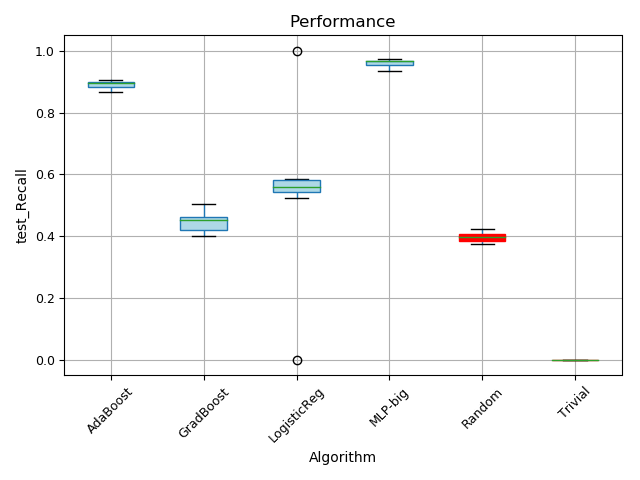 Performance
test_Recall
1.0
0.8
0.6
0.4
0.2
0.0
AdaBoost
GradBoost
LogisticReg
MLP-big
Random
Trivial
Algorithm